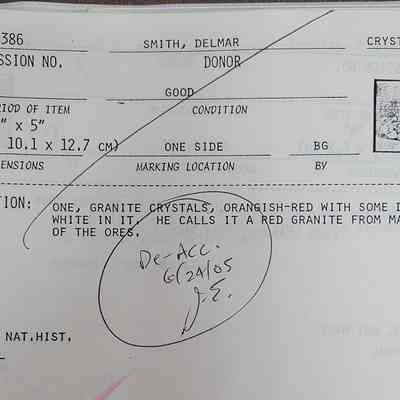 386 SMITH, DELMAR CRYST
SSION NO. DONOR
GOOD
RIOD OF ITEM CONDITION
" x 5"
10.1 x 12.7 cm) ONE SIDE BG
ENSIONS MARKING LOCATION BY
TION: ONE, GRANITE CRYSTALS, ORANGISH-RED WITH SOME D
WHITE IN IT. HE CALLS IT A RED GRANITE FROM MA
OF THE ORES.
De-Acc.
6/24/05
J.E.
NAT.HIST.